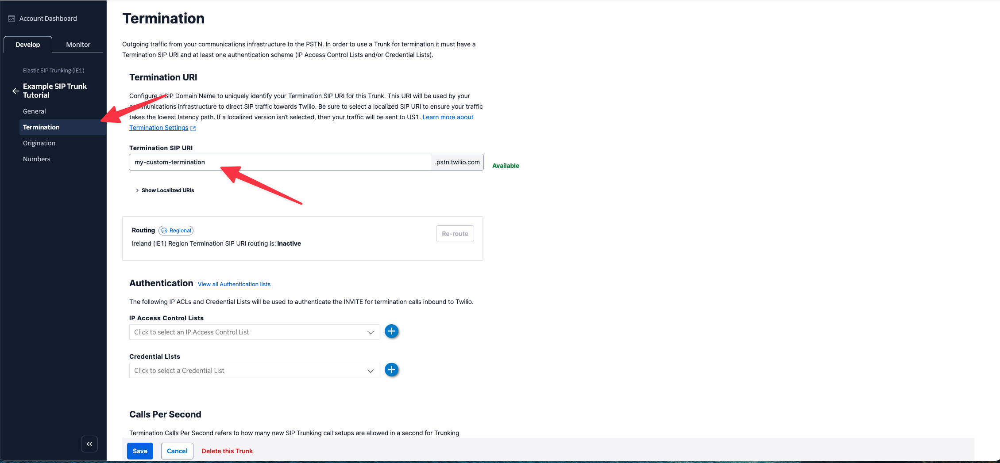 Account Dashboard
Develop
Monitor
Elastic SIP Trunking (IE1)
Example SIP Trunk
Tutorial
General
Termination
Origination
Numbers
Termination
Outgoing traffic from your communications infrastructure to the PSTN. In order to use a Trunk for termination it must have a
Termination SIP URI and at least one authentication scheme (IP Access Control Lists and/or Credential Lists).
Termination URI
Configure a SIP Domain Name to uniquely identify your Termination SIP URI for this Trunk. This URI will be used by your
communications infrastructure to direct SIP traffic towards Twilio. Be sure to select a localized SIP URI to ensure your traffic
takes the lowest latency path. If a localized version isn't selected, then your traffic will be sent to US1. Learn more about
Termination Settings
Termination SIP URI
my-custom-termination
.pstn.twilio.com
Available
Show Localized URIs
Routing
Regional
Re-route
Ireland (IE1) Region Termination SIP URI routing is: Inactive
Authentication
View all Authentication lists
The following IP ACLs and Credential Lists will be used to authenticate the INVITE for termination calls inbound to Twilio.
IP Access Control Lists
Click to select an IP Access Control List
Credential Lists
Click to select a Credential List
Calls Per Second
Termination Calls Per Second refers to how many new SIP Trunking call setups are allowed in a second for Trunking
Save
Cancel
Delete this Trunk